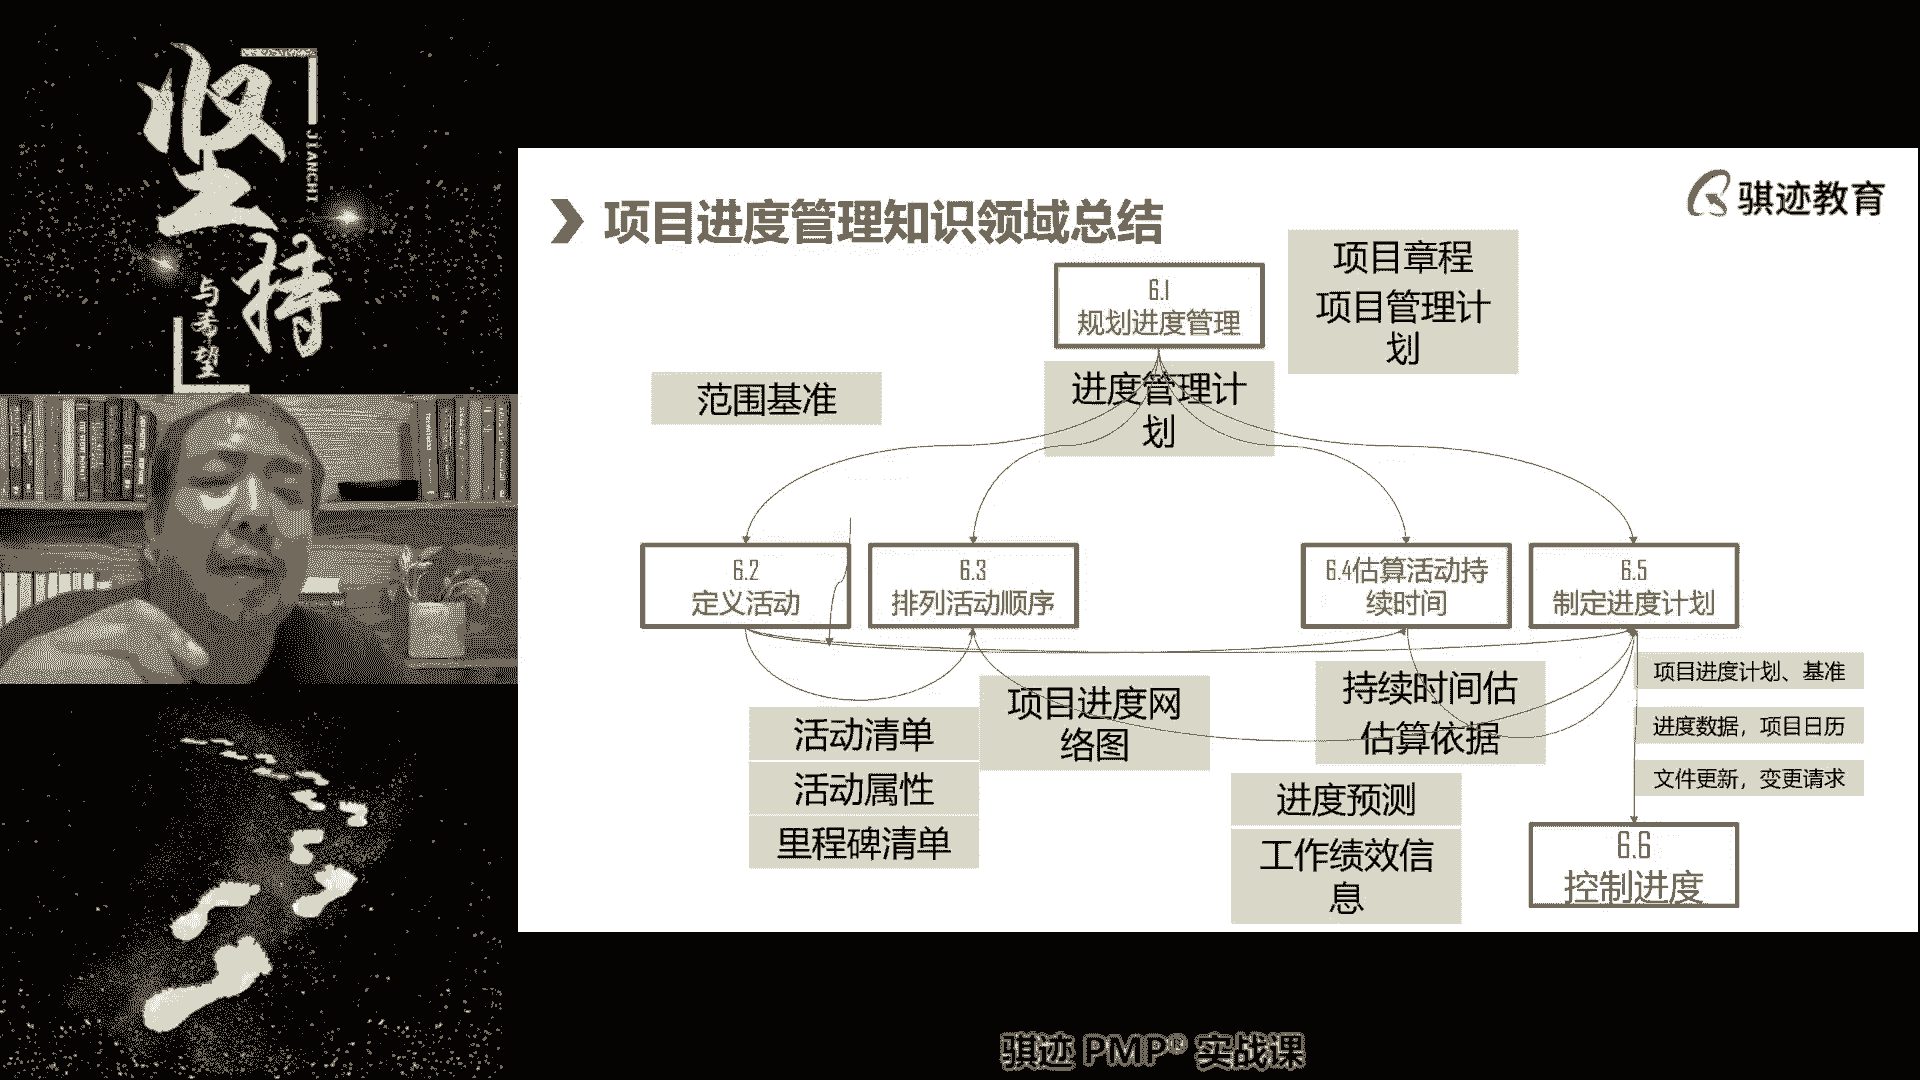 坚
持
JIANCHI
与
希
望
骐迹教育
项目进度管理知识领域总结
项目章程
项目管理计
划
6.1
规划进度管理
范围基准
进度管理计
划
6.2
定义活动
6.3
排列活动顺序
6.4估算活动持
续时间
6.5
制定进度计划
活动清单
活动属性
里程碑清单
项目进度网
络图
持续时间估
估算依据
项目进度计划、基准
进度数据，项目日历
文件更新，变更请求
进度预测
工作绩效信
息
6.6
控制进度
骐迹 PMP® 实战课